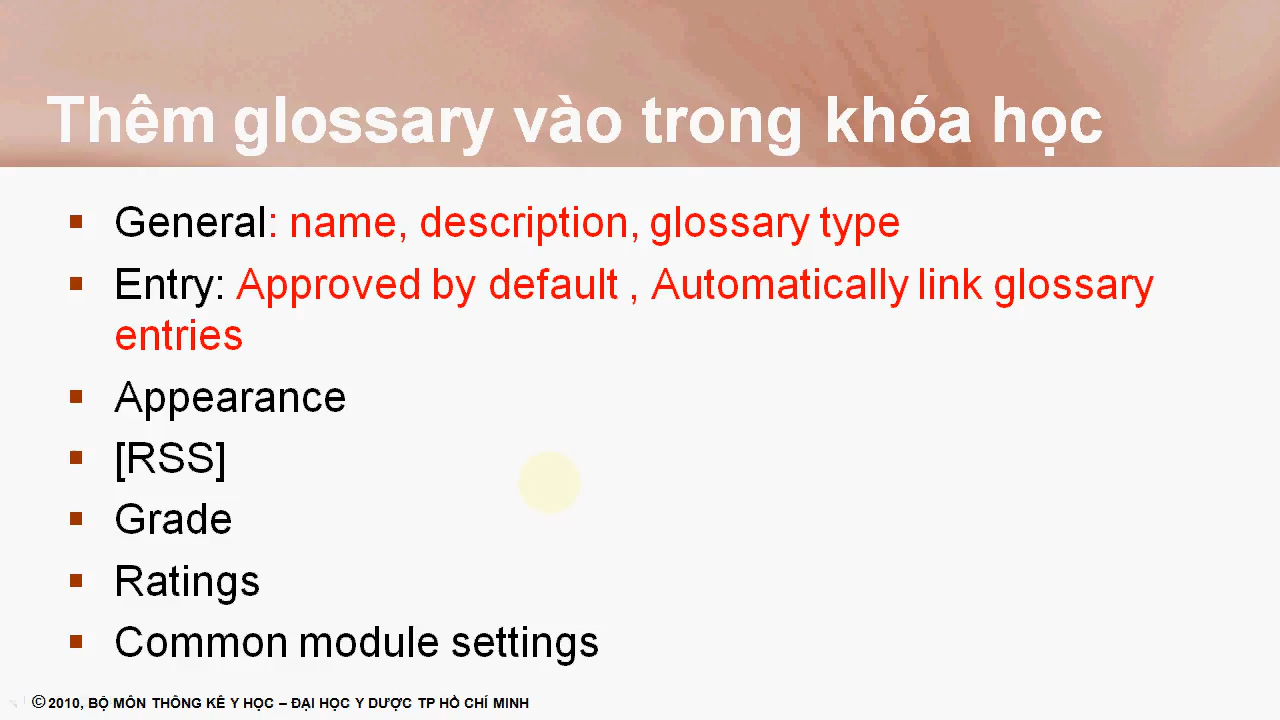 Thêm glossary vào trong khóa học
General: name, description, glossary type
Entry: Approved by default , Automatically link glossary
entries
Appearance
[RSS]
Grade
Ratings
Common module settings
© 2010, BỘ MÔN THÔNG KÊ Y HỌC – ĐẠI HỌC Y DƯỢC TP HỒ CHÍ MINH